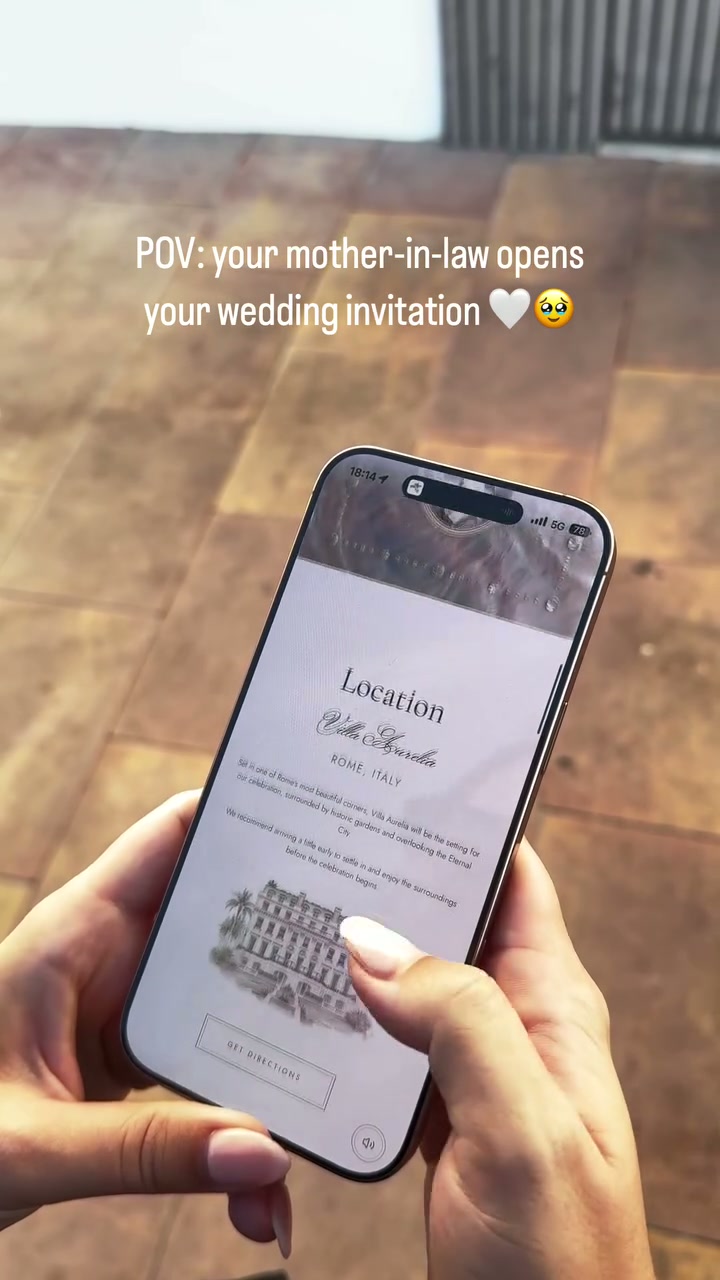 POV: your mother-in-law opens
your wedding invitation 🤍🥹
18:14
5G 78
Location
Villa Aurelia
ROME, ITALY
Set in one of Rome's most beautiful corners, Villa Aurelia will be the setting for
our celebration, surrounded by historic gardens and overlooking the Eternal
City.
We recommend arriving a little early to settle in and enjoy the surroundings
before the celebration begins.
GET DIRECTIONS